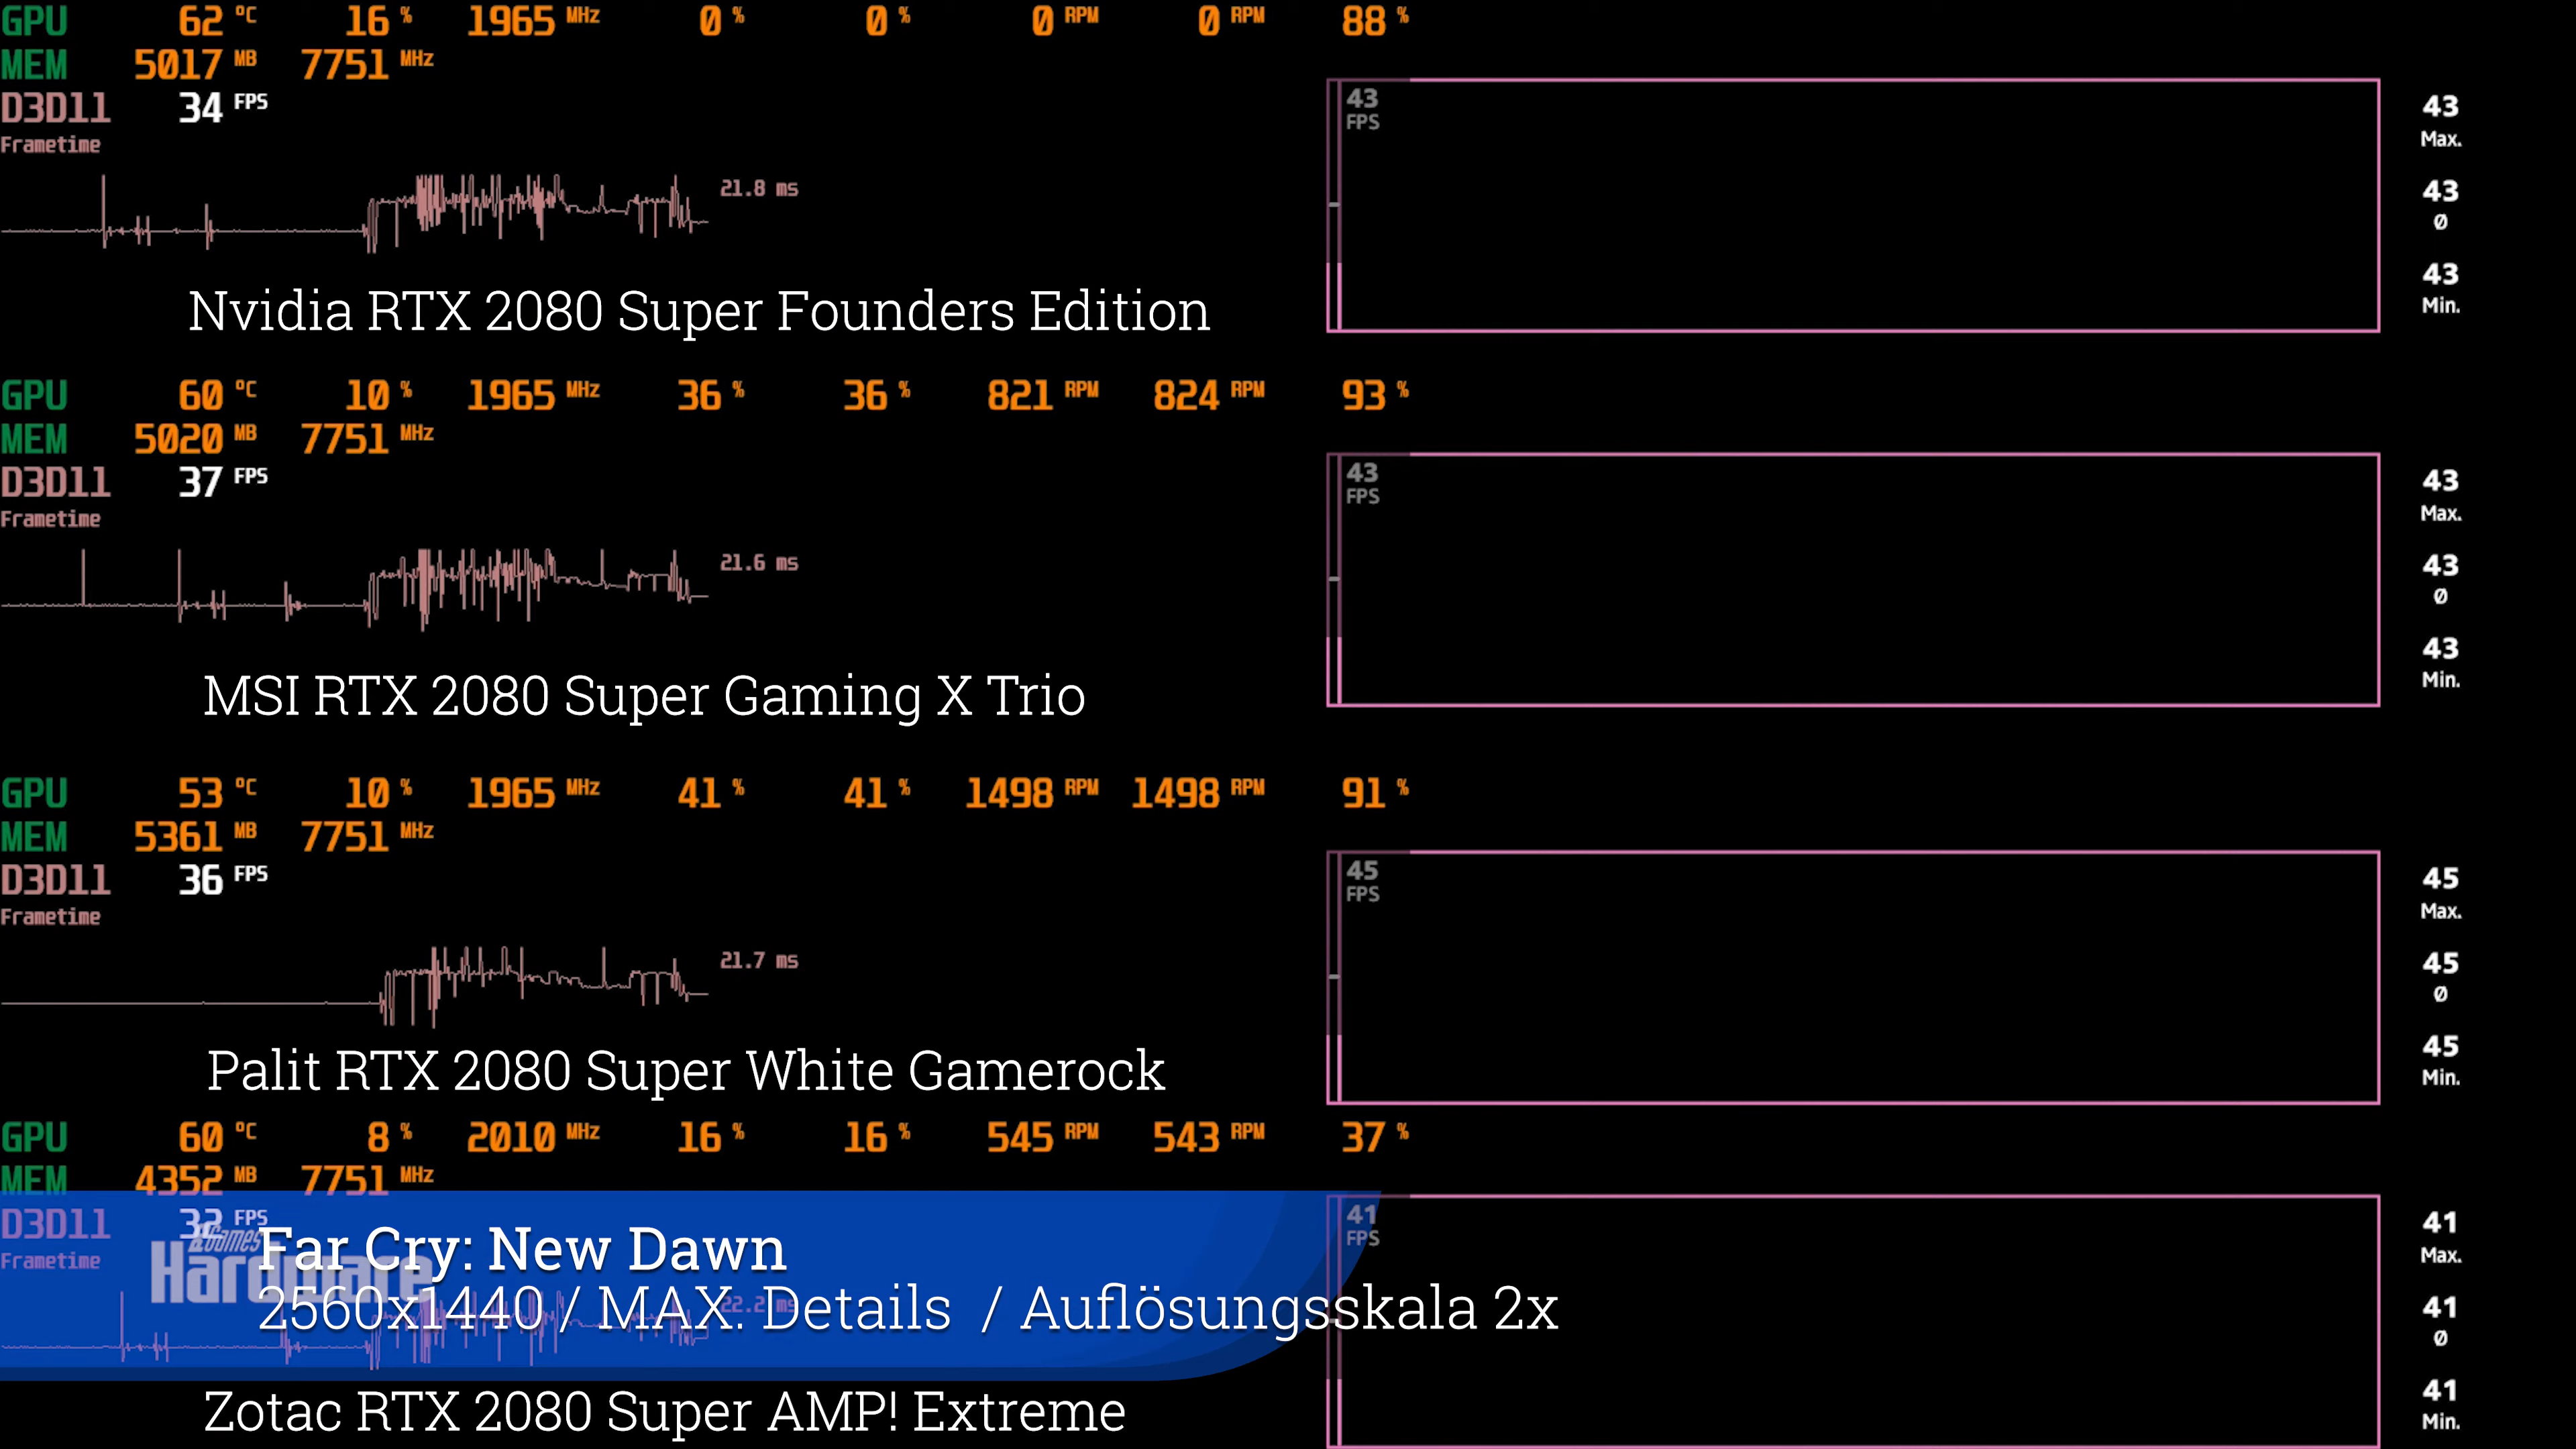 GPU 62 °C 16 % 1965 MHz 0 % 0 % 0 RPM 0 RPM 88 %
MEM 5017 MB 7751 MHz
D3D11 34 FPS
Frametime
21.8 ms
43 FPS
43 Max.
43 Ø
43 Min.
Nvidia RTX 2080 Super Founders Edition
GPU 60 °C 10 % 1965 MHz 36 % 36 % 821 RPM 824 RPM 93 %
MEM 5020 MB 7751 MHz
D3D11 37 FPS
Frametime
21.6 ms
43 FPS
43 Max.
43 Ø
43 Min.
MSI RTX 2080 Super Gaming X Trio
GPU 53 °C 10 % 1965 MHz 41 % 41 % 1498 RPM 1498 RPM 91 %
MEM 5361 MB 7751 MHz
D3D11 36 FPS
Frametime
21.7 ms
45 FPS
45 Max.
45 Ø
45 Min.
Palit RTX 2080 Super White Gamerock
GPU 60 °C 8 % 2010 MHz 16 % 16 % 545 RPM 543 RPM 37 %
MEM 4352 MB 7751 MHz
D3D11 32 FPS
Frametime
22.2 ms
41 FPS
41 Max.
41 Ø
41 Min.
Games
Hardware
Far Cry: New Dawn
2560x1440 / MAX. Details / Auflösungsskala 2x
Zotac RTX 2080 Super AMP! Extreme